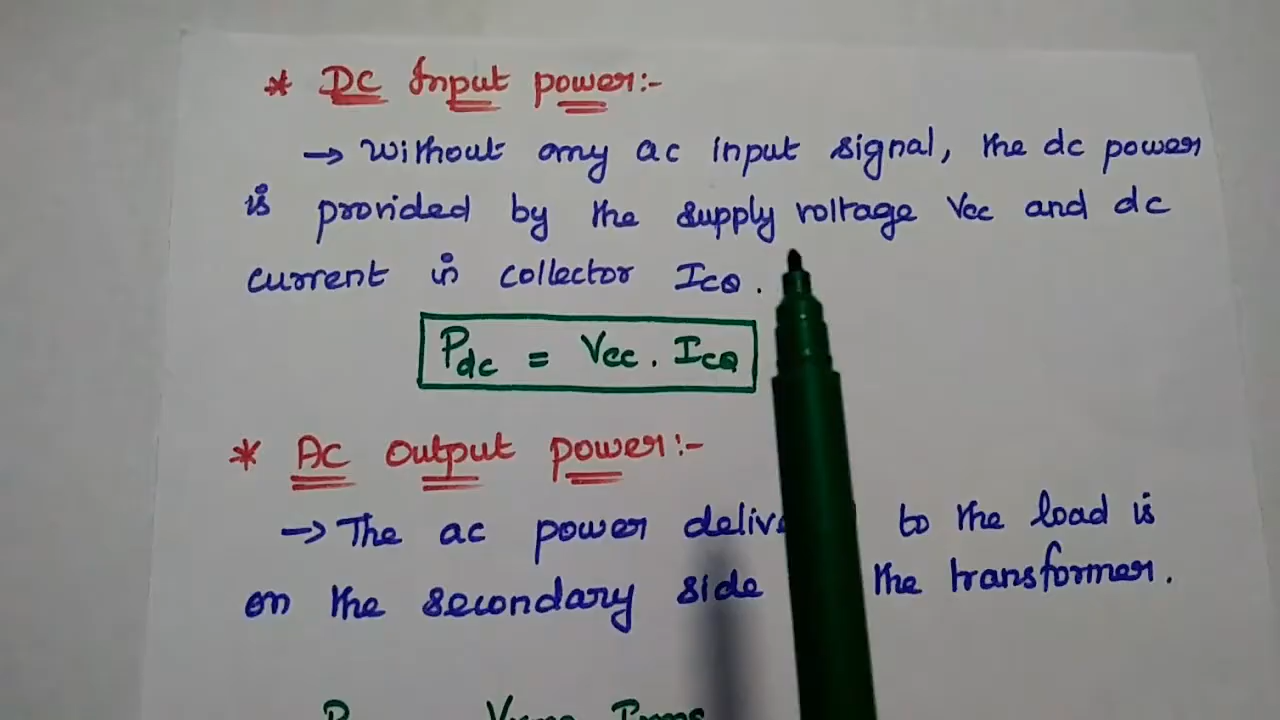 * DC Input power:-
→ Without any ac input signal, the dc power
is provided by the supply voltage Vcc and dc
current in collector ICQ.
Pdc = Vcc . ICQ
* AC Output power:-
→ The ac power to the load is
on the secondary side the transformer.